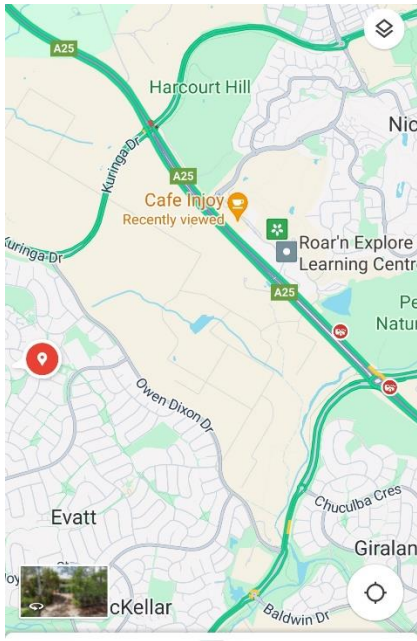 A25
Harcourt Hill
Nic
Kuringa Dr
A25
Cafe Injoy
Recently viewed
Kuringa Dr
Roar'n Explore
Learning Centr
A25
Pe
Natur
Owen Dixon Dr
Chuculba Cres
Evatt
Giralan
cKellar
Baldwin Dr